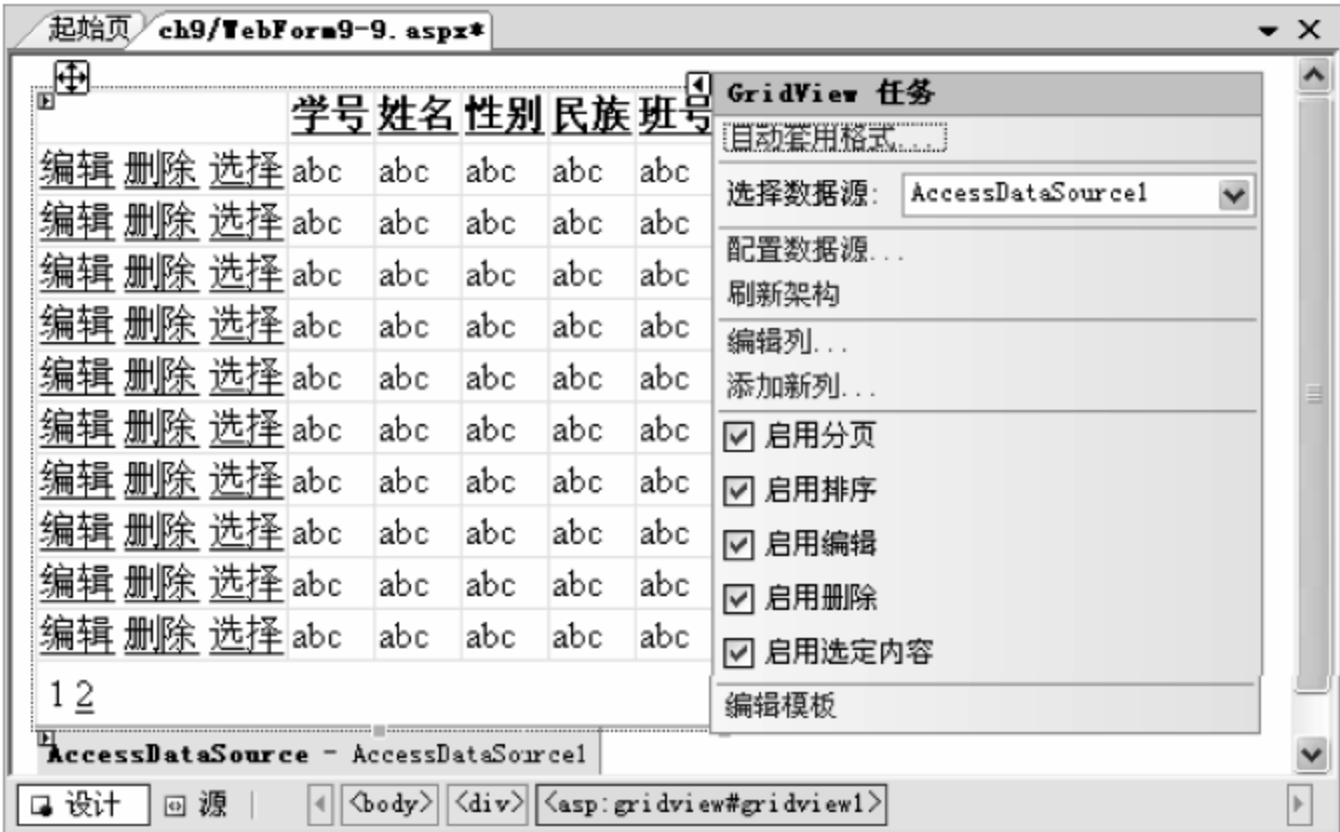 起始页 ch9/WebForm9-9.aspx*
学号 姓名 性别 民族 班号
编辑 删除 选择 abc abc abc abc abc
编辑 删除 选择 abc abc abc abc abc
编辑 删除 选择 abc abc abc abc abc
编辑 删除 选择 abc abc abc abc abc
编辑 删除 选择 abc abc abc abc abc
编辑 删除 选择 abc abc abc abc abc
编辑 删除 选择 abc abc abc abc abc
编辑 删除 选择 abc abc abc abc abc
编辑 删除 选择 abc abc abc abc abc
编辑 删除 选择 abc abc abc abc abc
1 2
AccessDataSource - AccessDataSource1
GridView 任务
自动套用格式...
选择数据源: AccessDataSource1
配置数据源...
刷新架构
编辑列...
添加新列...
启用分页
启用排序
启用编辑
启用删除
启用选定内容
编辑模板
设计 源 <body> <div> <asp:gridview#gridview1>